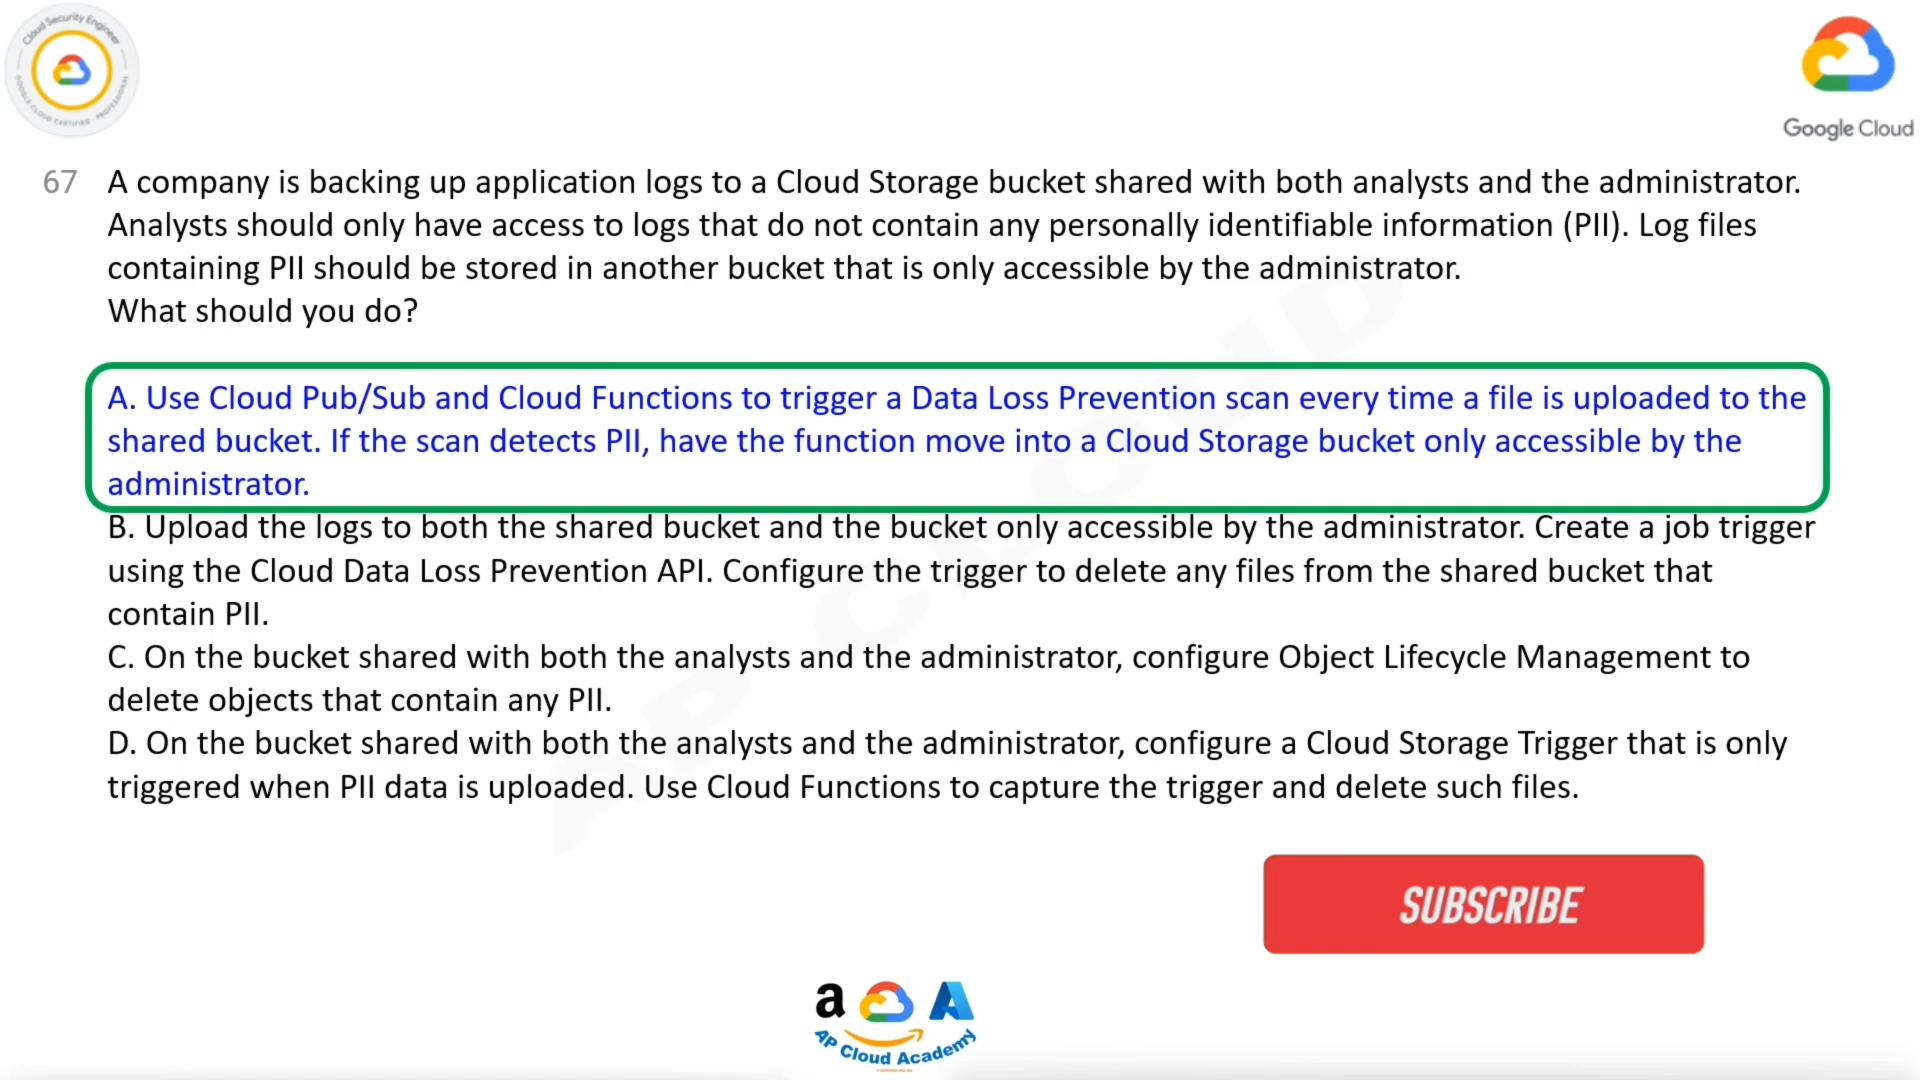 Cloud Security Engineer
GOOGLE CLOUD CERTIFIED · PROFESSIONAL
Google Cloud
67 A company is backing up application logs to a Cloud Storage bucket shared with both analysts and the administrator.
Analysts should only have access to logs that do not contain any personally identifiable information (PII). Log files
containing PII should be stored in another bucket that is only accessible by the administrator.
What should you do?
A. Use Cloud Pub/Sub and Cloud Functions to trigger a Data Loss Prevention scan every time a file is uploaded to the
shared bucket. If the scan detects PII, have the function move into a Cloud Storage bucket only accessible by the
administrator.
B. Upload the logs to both the shared bucket and the bucket only accessible by the administrator. Create a job trigger
using the Cloud Data Loss Prevention API. Configure the trigger to delete any files from the shared bucket that
contain PII.
C. On the bucket shared with both the analysts and the administrator, configure Object Lifecycle Management to
delete objects that contain any PII.
D. On the bucket shared with both the analysts and the administrator, configure a Cloud Storage Trigger that is only
triggered when PII data is uploaded. Use Cloud Functions to capture the trigger and delete such files.
AP CLOUD
SUBSCRIBE
a
AP Cloud Academy